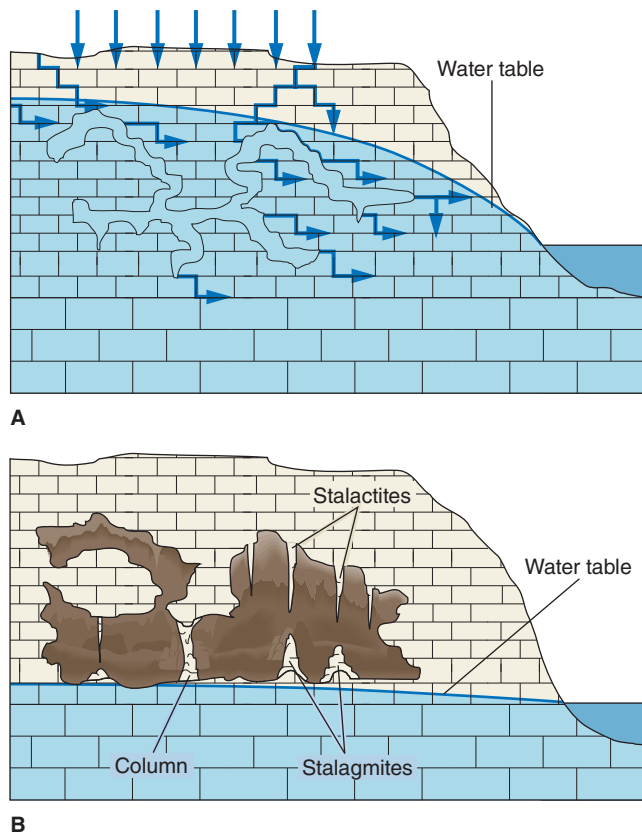 Water table
A
Stalactites
Water table
Column
Stalagmites
B